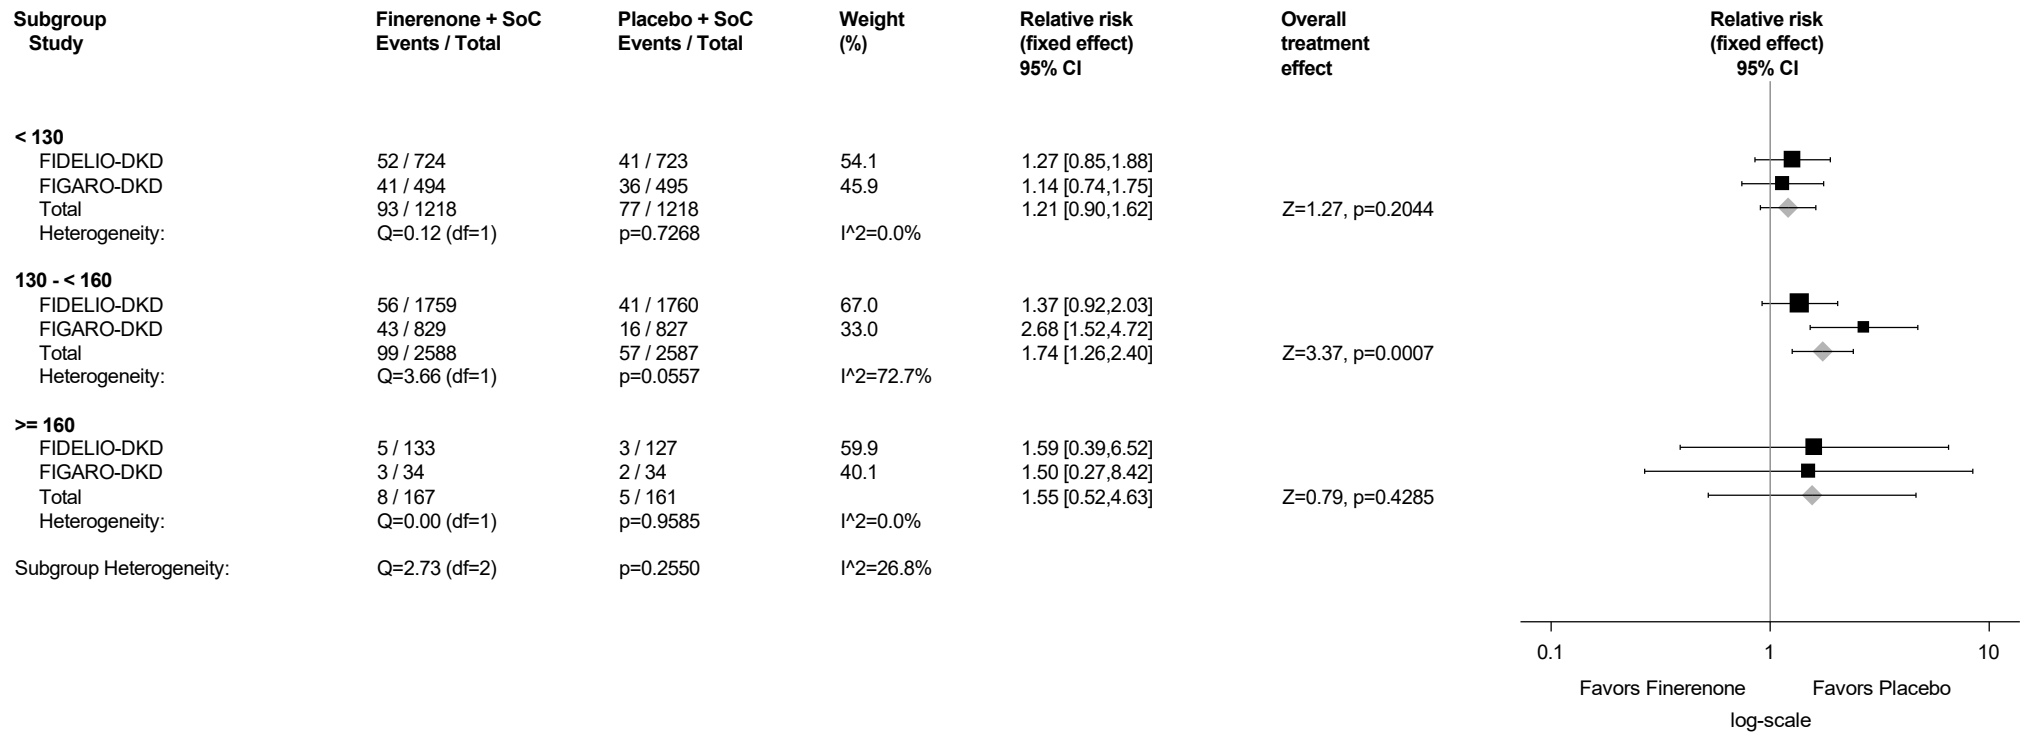 Subgroup Finerenone + SoC Placebo + SoC Weight Relative risk Overall Relative risk
Study Events / Total Events / Total (%) (fixed effect) treatment (fixed effect)
95% CI effect 95% CI
< 130
FIDELIO-DKD 52 / 724 41 / 723 54.1 1.27 [0.85,1.88]
FIGARO-DKD 41 / 494 36 / 495 45.9 1.14 [0.74,1.75]
Total 93 / 1218 77 / 1218 1.21 [0.90,1.62] Z=1.27, p=0.2044
Heterogeneity: Q=0.12 (df=1) p=0.7268 I^2=0.0%
130 - < 160
FIDELIO-DKD 56 / 1759 41 / 1760 67.0 1.37 [0.92,2.03]
FIGARO-DKD 43 / 829 16 / 827 33.0 2.68 [1.52,4.72]
Total 99 / 2588 57 / 2587 1.74 [1.26,2.40] Z=3.37, p=0.0007
Heterogeneity: Q=3.66 (df=1) p=0.0557 I^2=72.7%
>= 160
FIDELIO-DKD 5 / 133 3 / 127 59.9 1.59 [0.39,6.52]
FIGARO-DKD 3 / 34 2 / 34 40.1 1.50 [0.27,8.42]
Total 8 / 167 5 / 161 1.55 [0.52,4.63] Z=0.79, p=0.4285
Heterogeneity: Q=0.00 (df=1) p=0.9585 I^2=0.0%
Subgroup Heterogeneity: Q=2.73 (df=2) p=0.2550 I^2=26.8%
0.1 1 10
Favors Finerenone Favors Placebo
log-scale